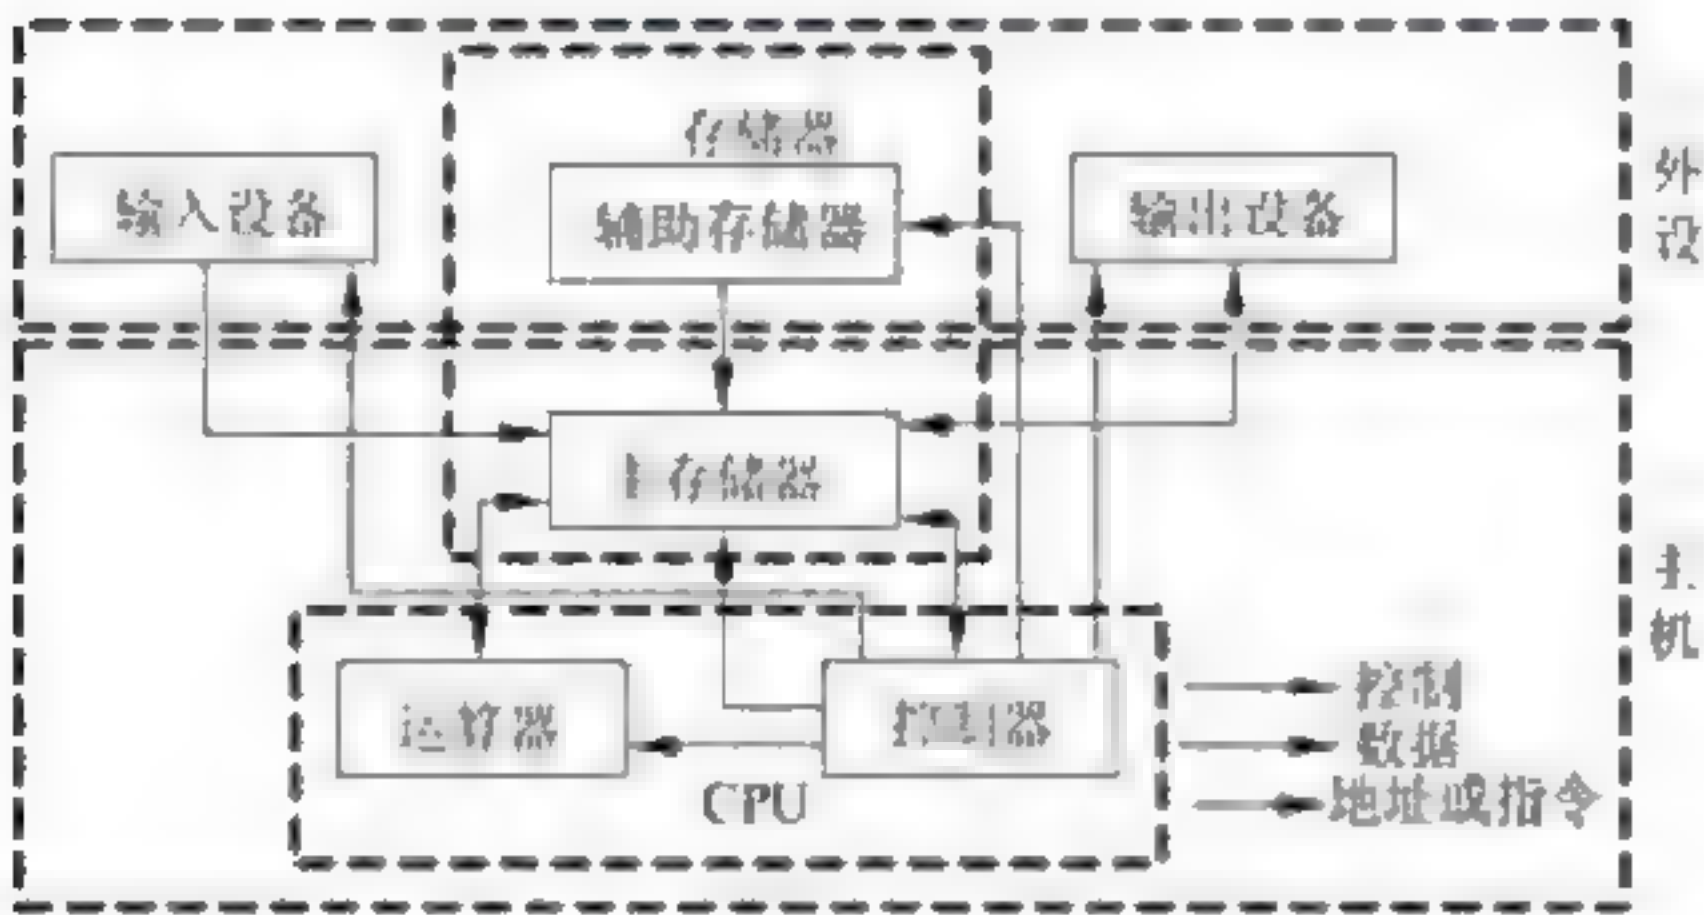 存储器
输入设备
辅助存储器
输出设备
外设
主存储器
主机
运算器
控制器
CPU
控制
数据
地址或指令